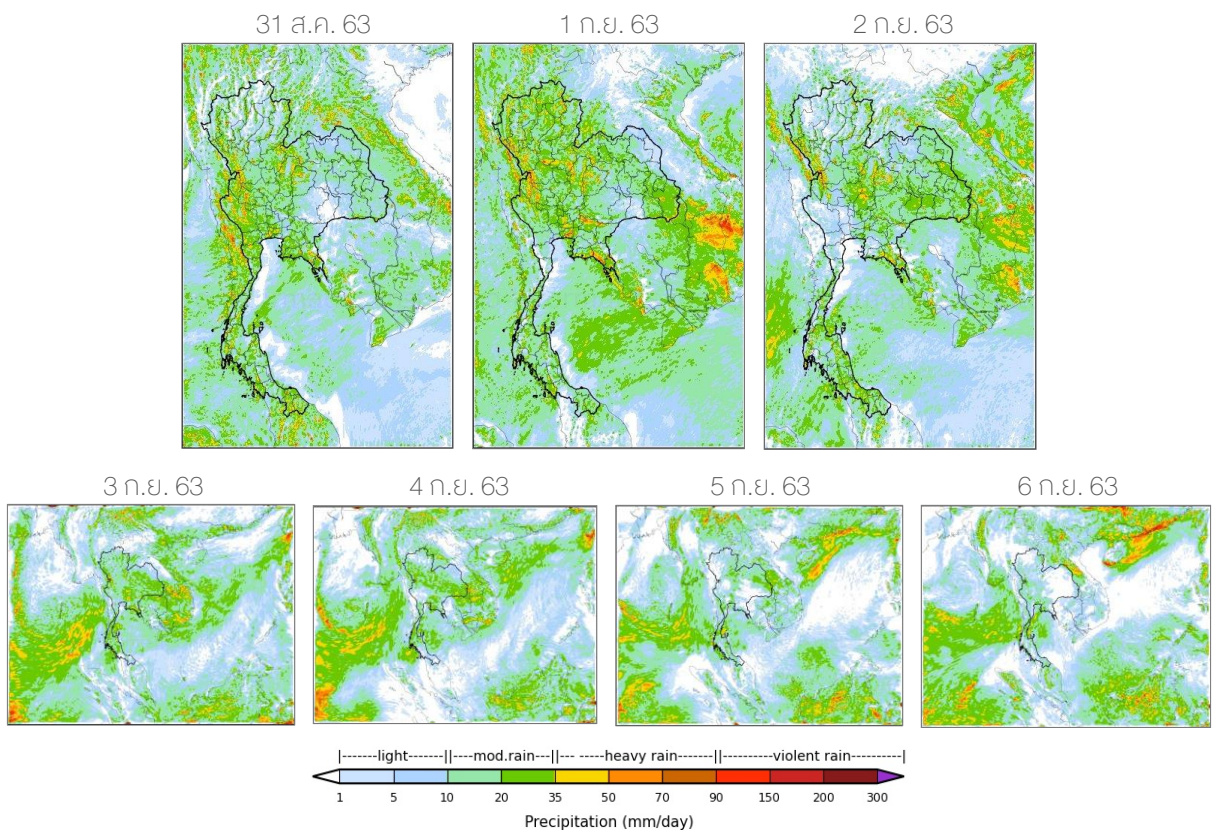 31 ส.ค. 63 1 ก.ย. 63 2 ก.ย. 63
3 ก.ย. 63 4 ก.ย. 63 5 ก.ย. 63 6 ก.ย. 63
|------light-------||----mod.rain---||--- ----heavy rain------||----------violent rain-----------|
1 5 10 20 35 50 70 90 150 200 300
Precipitation (mm/day)